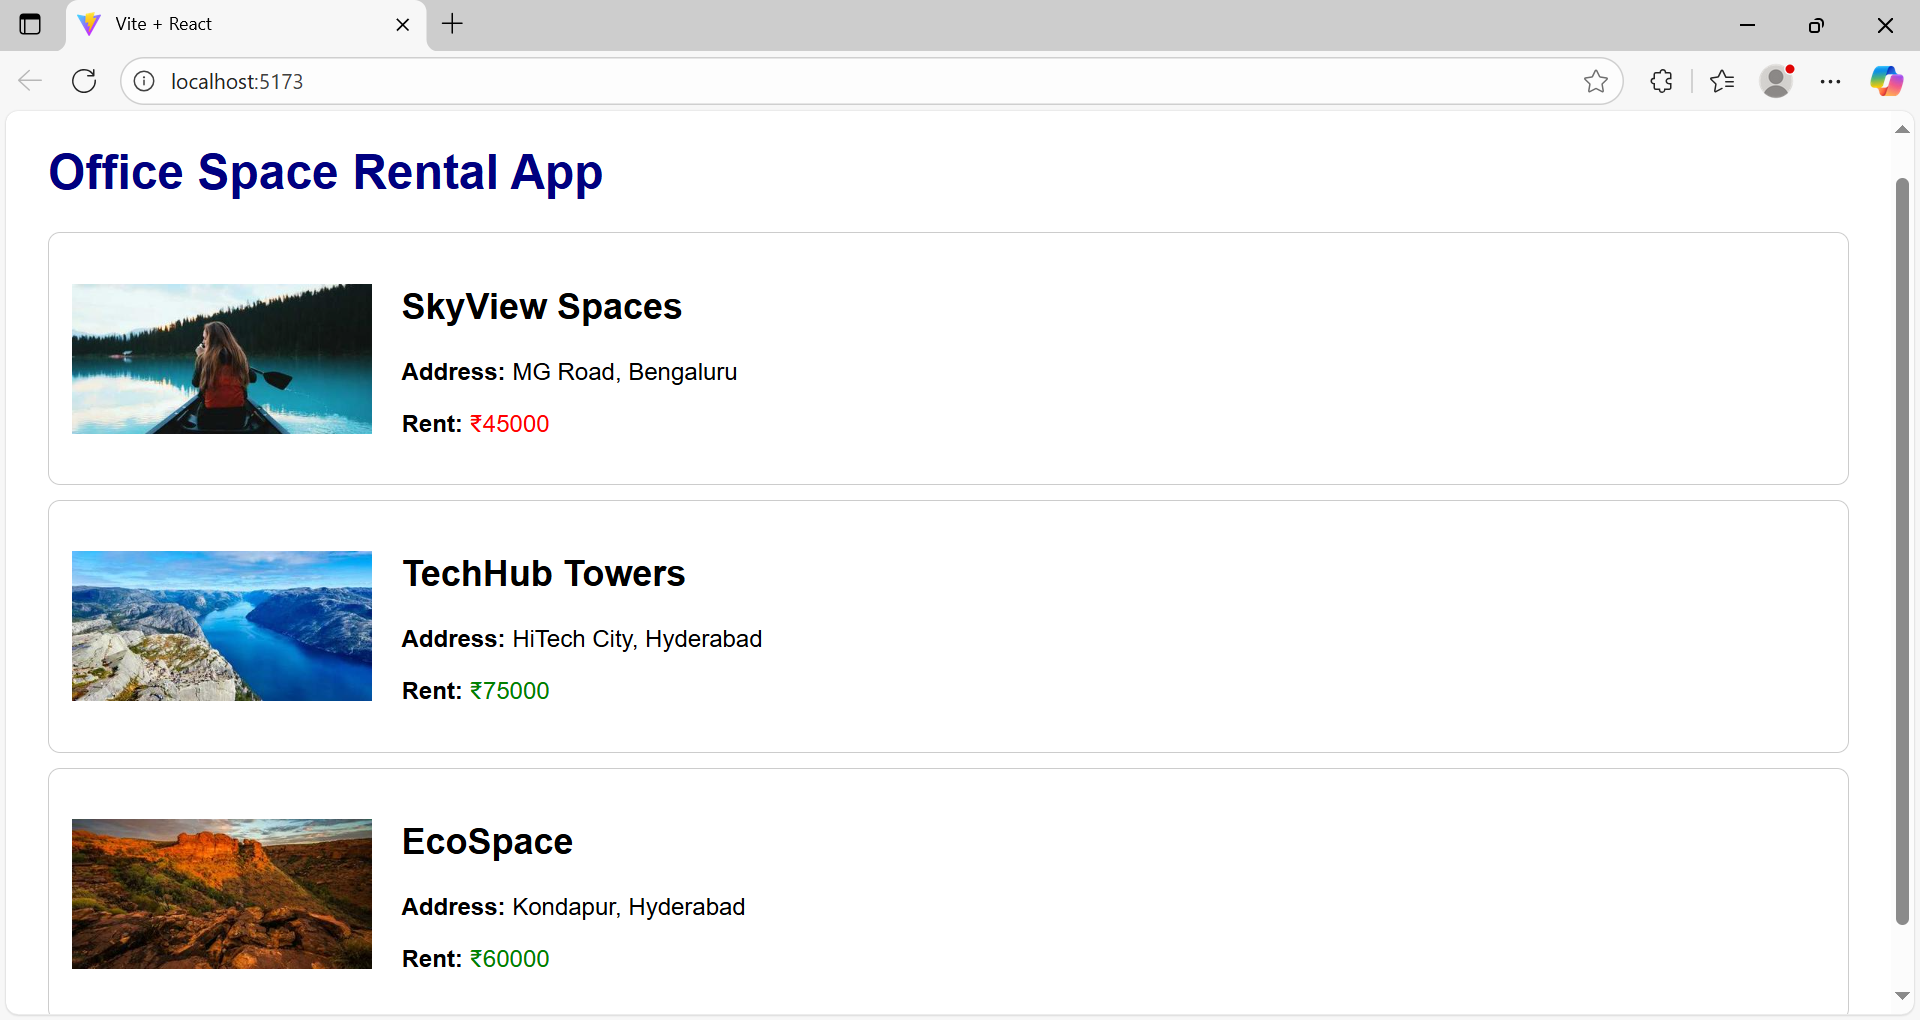 Vite + React
localhost:5173
Office Space Rental App
SkyView Spaces
Address: MG Road, Bengaluru
Rent: ₹45000
TechHub Towers
Address: HiTech City, Hyderabad
Rent: ₹75000
EcoSpace
Address: Kondapur, Hyderabad
Rent: ₹60000